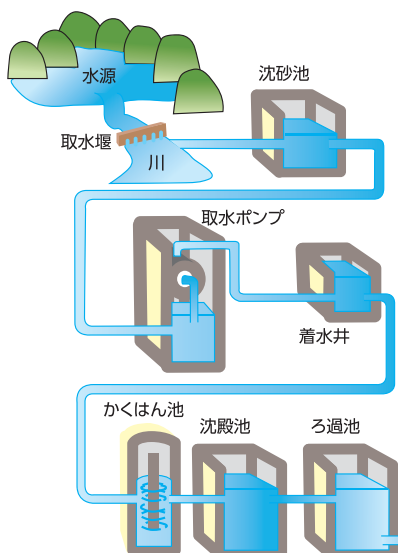 水源
沈砂池
取水堰
川
取水ポンプ
着水井
かくはん池
沈殿池
ろ過池